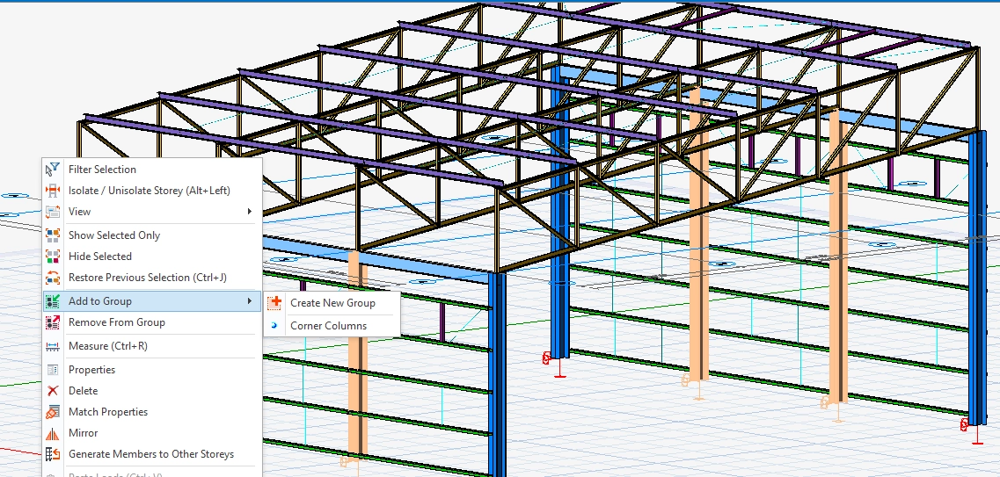 Filter Selection
Isolate / Unisolate Storey (Alt+Left)
View
Show Selected Only
Hide Selected
Restore Previous Selection (Ctrl+J)
Add to Group
Create New Group
Corner Columns
Remove From Group
Measure (Ctrl+R)
Properties
Delete
Match Properties
Mirror
Generate Members to Other Storeys